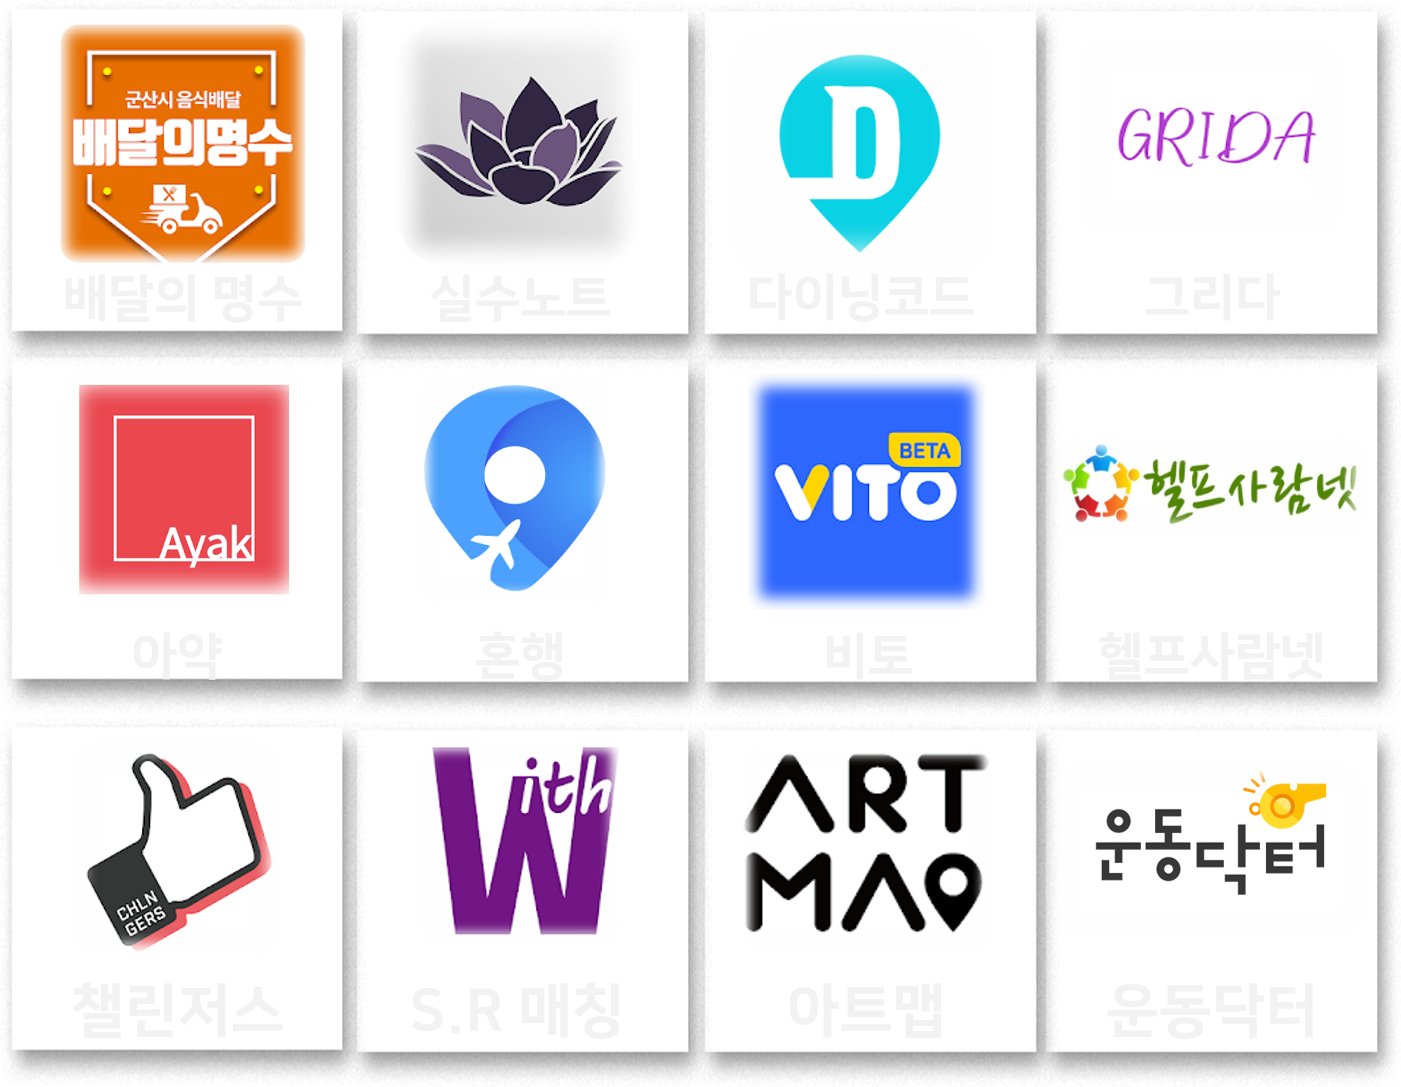 군산시 음식배달
배달의명수
배달의 명수
실수노트
D
다이닝코드
GRIDA
그리다
Ayak
아약
혼행
BETA
VITO
비토
헬프사람넷
헬프사람넷
CHLN
GERS
챌린저스
With
S.R 매칭
ART
MAP
아트맵
운동닥터
운동닥터